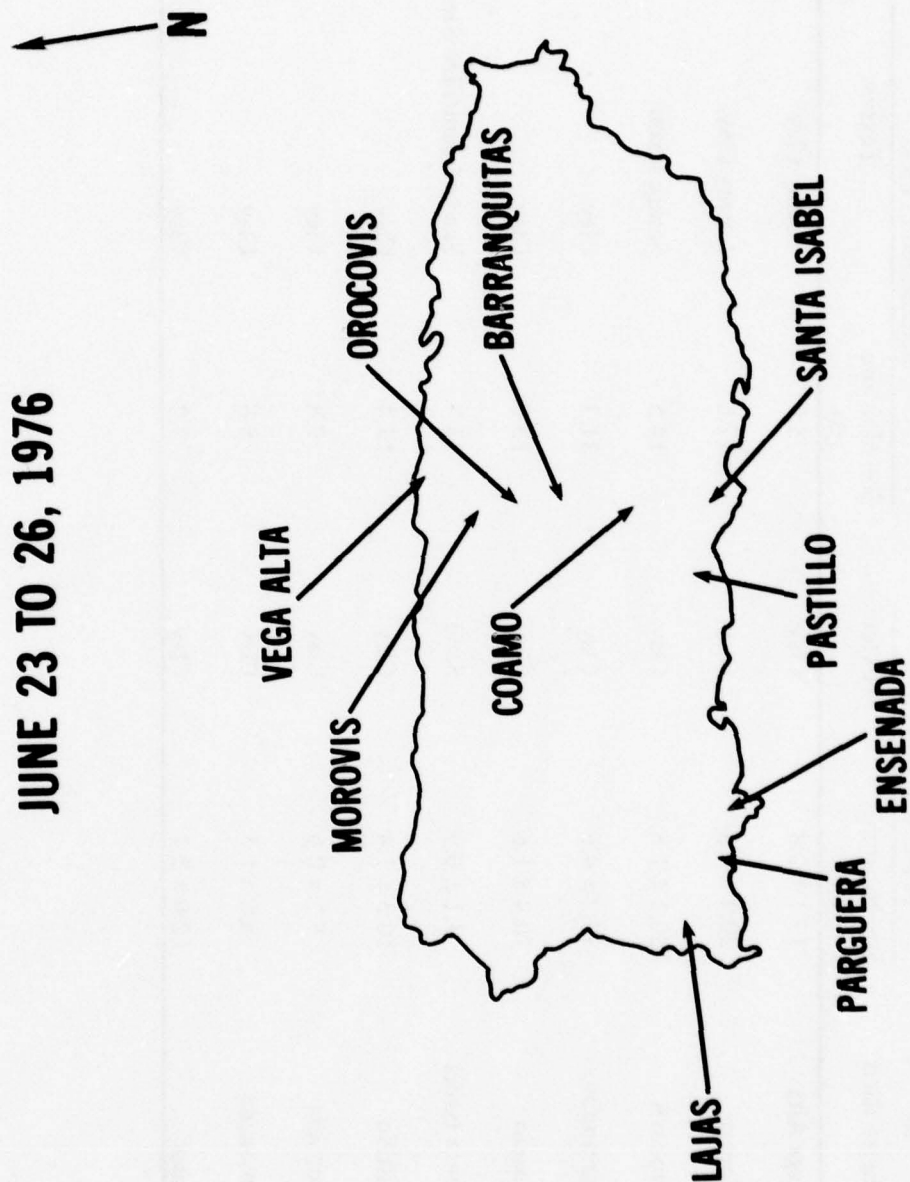 JUNE 23 TO 26, 1976
N
VEGA ALTA
MOROVIS
OROCOVIS
BARRANQUITAS
COAMO
LAJAS
PARGUERA
ENSENADA
PASTILLO
SANTA ISABEL